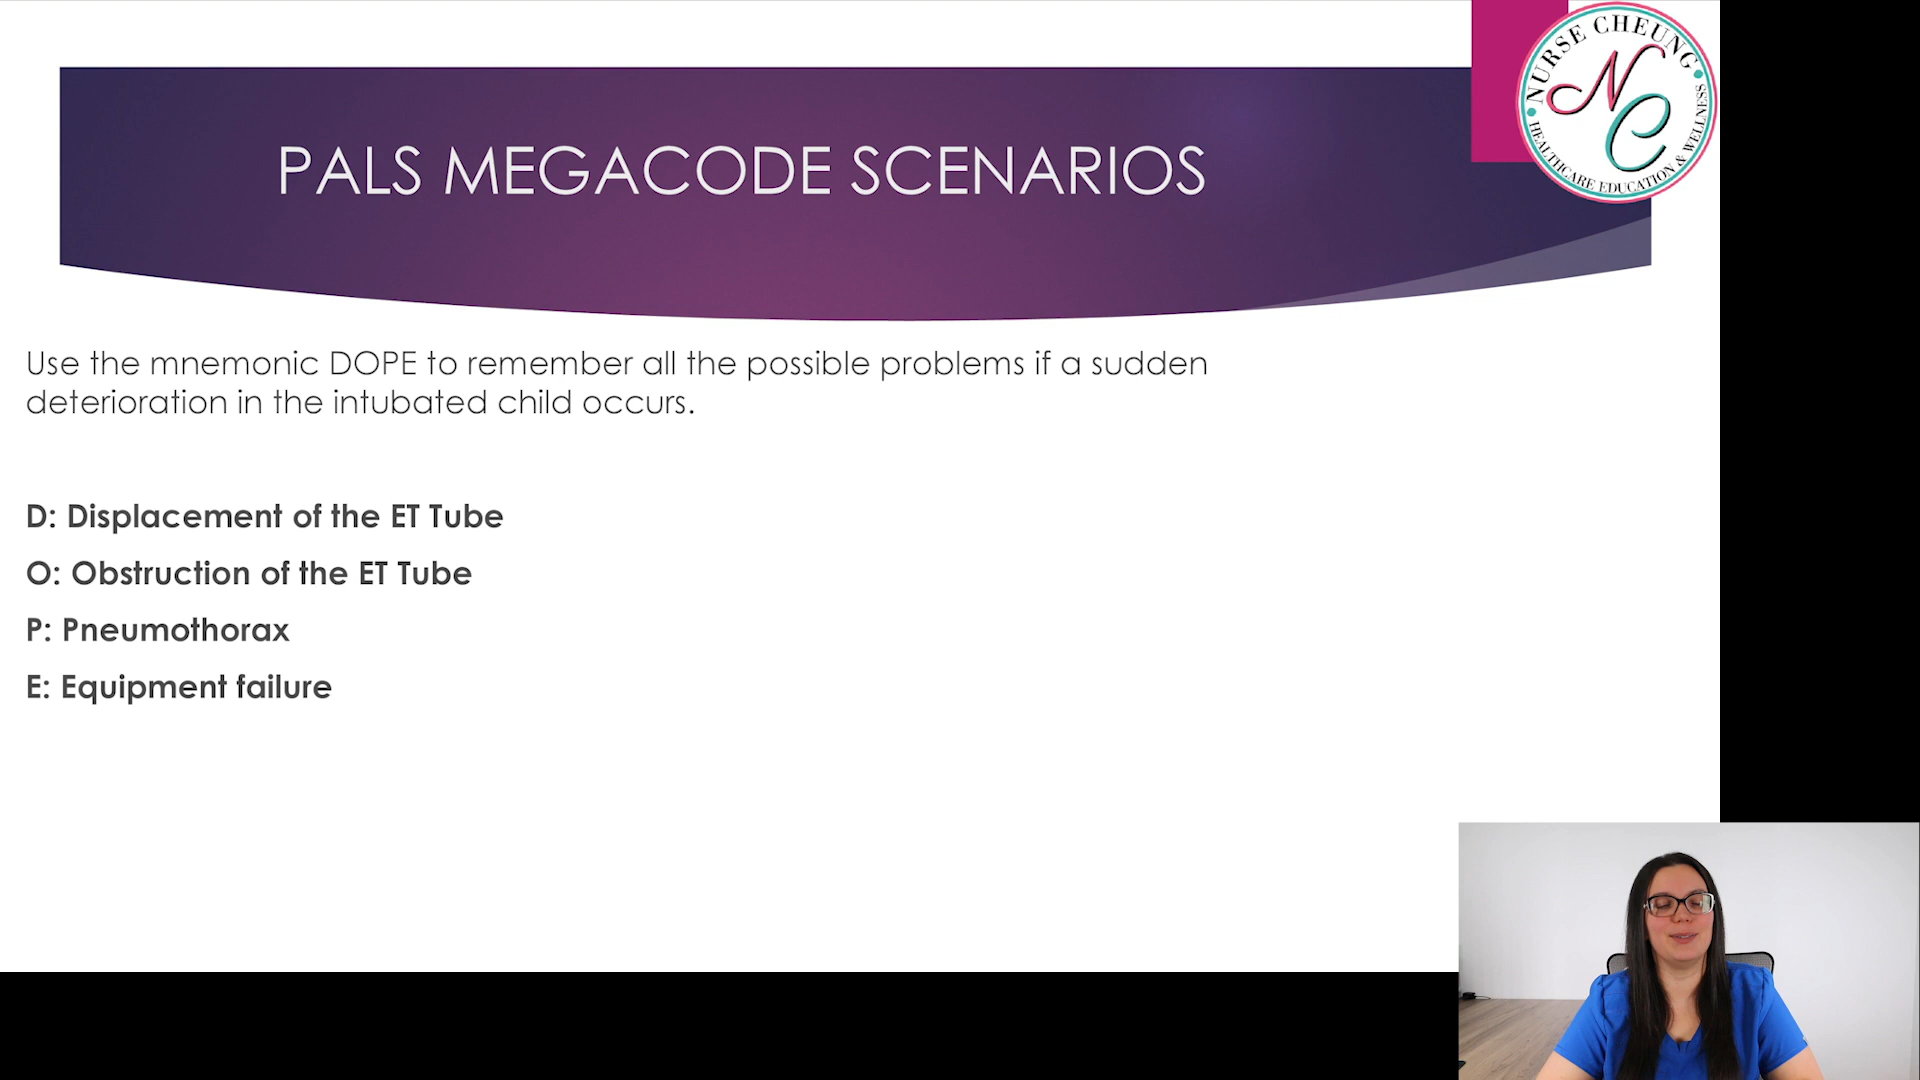 NURSE CHEUNG
NC
HEALTHCARE EDUCATION & WELLNESS
PALS MEGACODE SCENARIOS
Use the mnemonic DOPE to remember all the possible problems if a sudden
deterioration in the intubated child occurs.
D: Displacement of the ET Tube
O: Obstruction of the ET Tube
P: Pneumothorax
E: Equipment failure